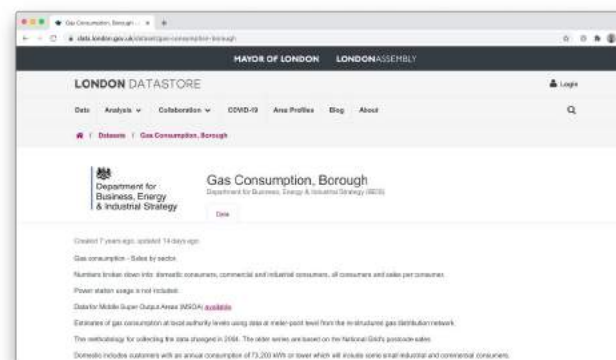 Gas Consumption, Borough -
data.london.gov.uk/dataset/gas-consumption-borough
MAYOR OF LONDON LONDONASSEMBLY
LONDON DATASTORE
Login
Data Analysis Collaboration COVID-19 Area Profiles Blog About
/ Datasets / Gas Consumption, Borough
Department for
Business, Energy
& Industrial Strategy
Gas Consumption, Borough
Department for Business, Energy & Industrial Strategy (BEIS)
Data
Created 7 years ago, updated 14 days ago
Gas consumption - Sales by sector.
Numbers broken down into: domestic consumers, commercial and industrial consumers, all consumers and sales per consumer.
Power station usage is not included.
Data for Middle Super Output Areas (MSOA) available.
Estimates of gas consumption at local authority levels using data at meter-point level from the re-structured gas distribution network.
The methodology for collecting the data changed in 2004. The older series are based on the National Grid's postcode sales.
Domestic includes customers with an annual consumption of 73,200 kWh or lower which will include some small industrial and commercial consumers.